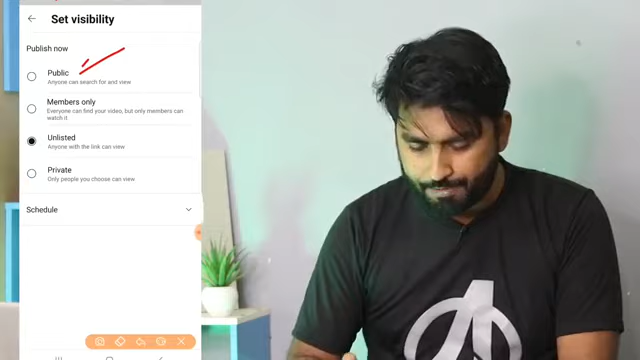 Set visibility
Publish now
Public
Anyone can search for and view
Members only
Everyone can find your video, but only members can
watch it
Unlisted
Anyone with the link can view
Private
Only people you choose can view
Schedule